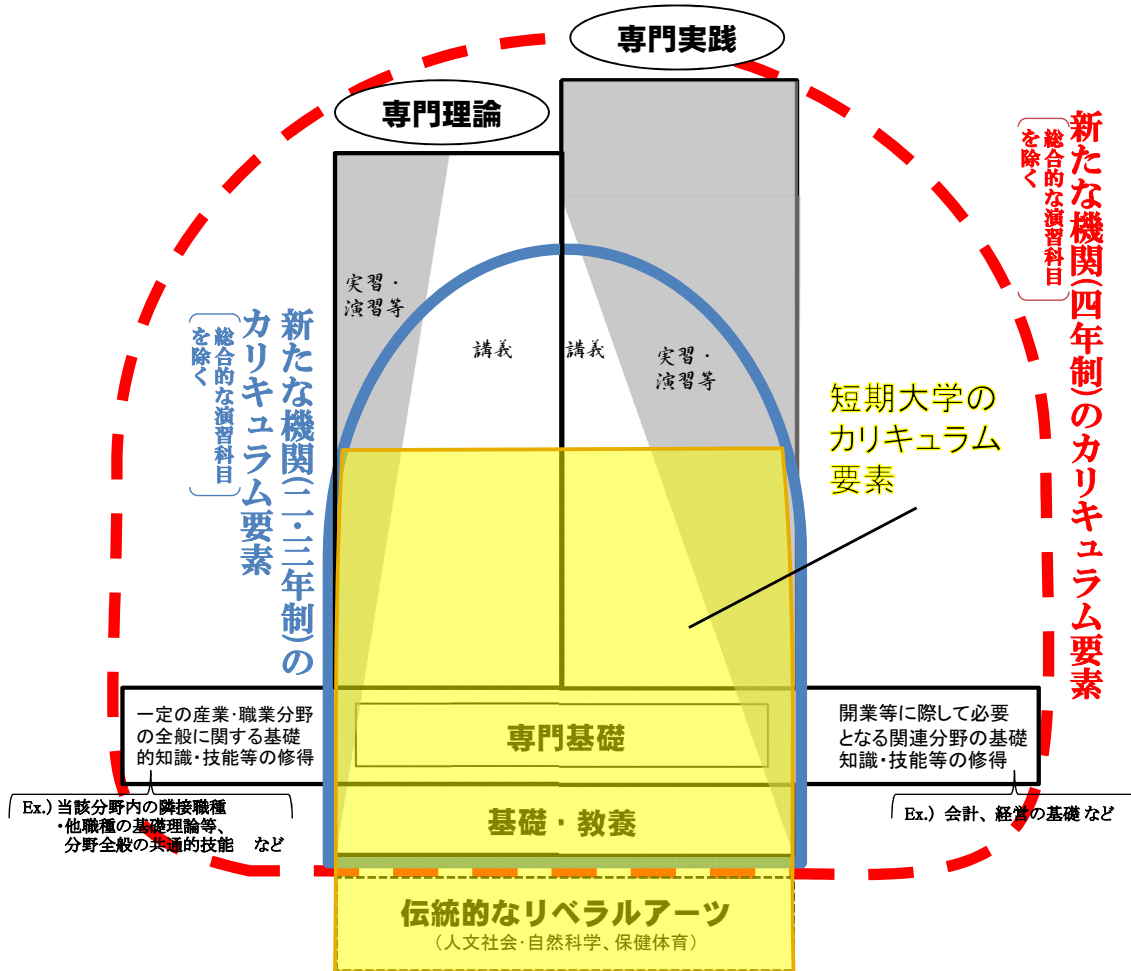 専門実践
専門理論
新たな機関(四年制)のカリキュラム要素
総合的な演習科目
を除く
実習・
演習等
講義
講義
実習・
演習等
新たな機関(二・三年制)の
カリキュラム要素
総合的な演習科目
を除く
短期大学の
カリキュラム
要素
一定の産業・職業分野
の全般に関する基礎
的知識・技能等の修得
専門基礎
開業等に際して必要
となる関連分野の基礎
知識・技能等の修得
Ex.) 当該分野内の隣接職種
・他職種の基礎理論等、
分野全般の共通的技能 など
基礎・教養
Ex.) 会計、経営の基礎 など
伝統的なリベラルアーツ
(人文社会・自然科学、保健体育)